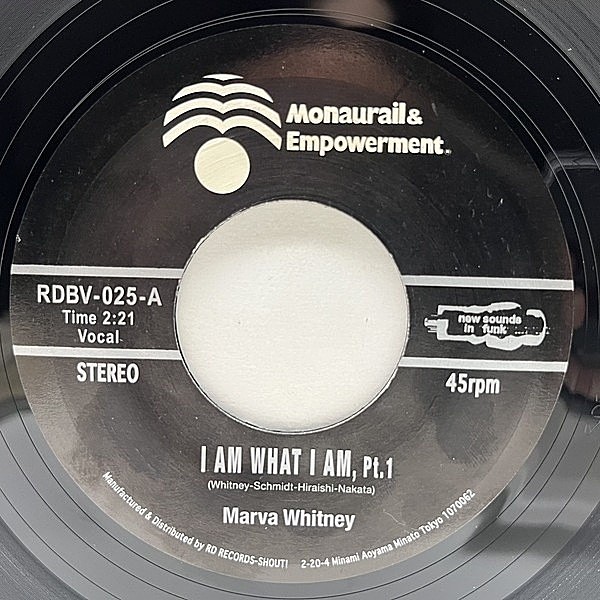 Monaurail &
Empowerment.
RDBV-025-A
Time 2:21
Vocal
STEREO
new sounds
in funk
45rpm
I AM WHAT I AM, Pt.1
(Whitney-Schmidt-Hiraishi-Nakata)
Marva Whitney
Manufactured & Distributed by RD RECORDS-SHOUT! 2-20-4 Minami Aoyama Minato Tokyo 1070062